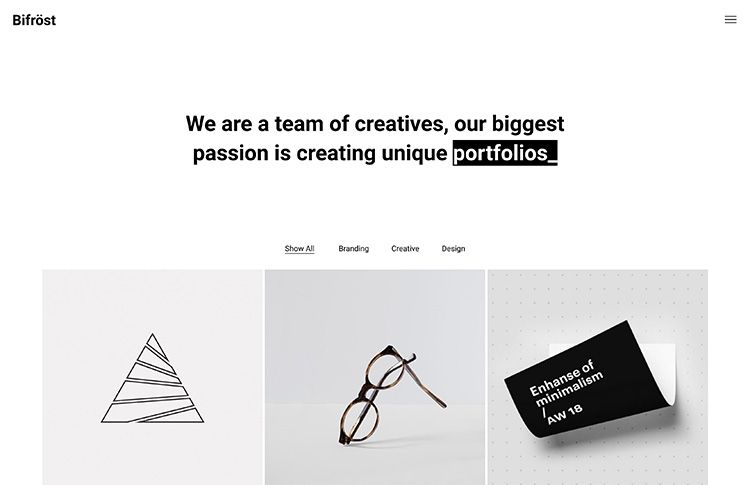 Bifröst
We are a team of creatives, our biggest
passion is creating unique portfolios_
Show All
Branding
Creative
Design
Enhanse of
minimalism
/
AW 18